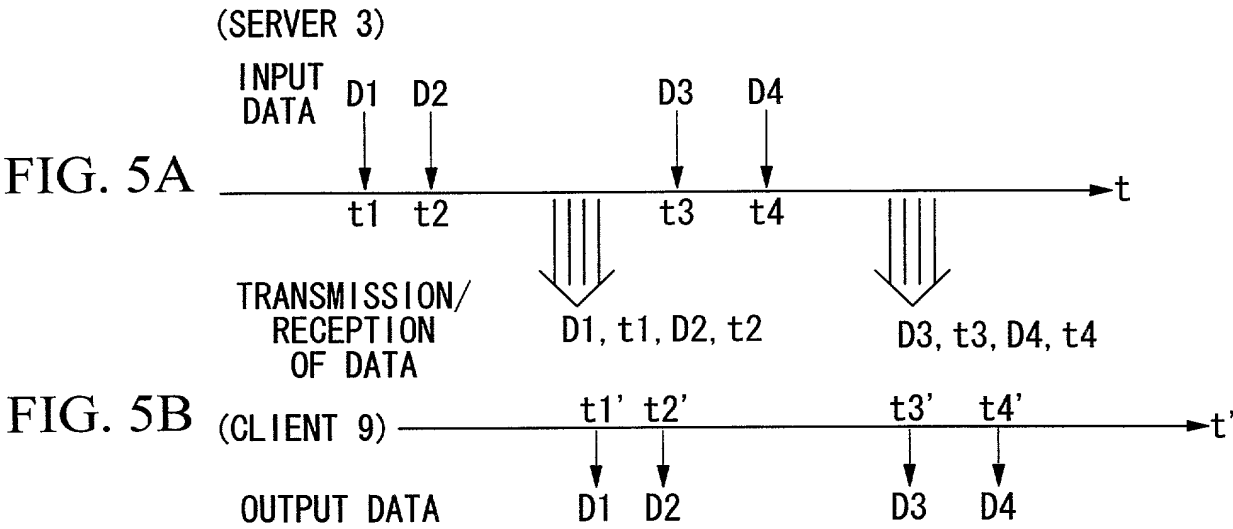 (SERVER 3)
INPUT
DATA
D1 D2 D3 D4
FIG. 5A
t
t1 t2 t3 t4
TRANSMISSION/
RECEPTION
OF DATA
D1, t1, D2, t2
D3, t3, D4, t4
FIG. 5B
(CLIENT 9)
t1' t2' t3' t4'
t'
OUTPUT DATA
D1 D2 D3 D4